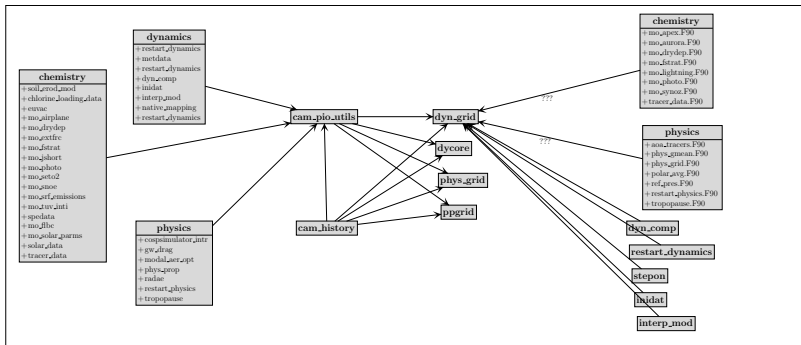 dynamics
+restart_dynamics
+metdata
+restart_dynamics
+dyn_comp
+inidat
+interp_mod
+native_mapping
+restart_dynamics
chemistry
+soil_erod_mod
+chlorine_loading_data
+euvac
+mo_airplane
+mo_drydep
+mo_extfrc
+mo_fstrat
+mo_jshort
+mo_photo
+mo_seto2
+mo_snoe
+mo_srf_emissions
+mo_tuv_inti
+spedata
+mo_flbc
+mo_solar_parms
+solar_data
+tracer_data
physics
+cospsimulator_intr
+gw_drag
+modal_aer_opt
+phys_prop
+radae
+restart_physics
+tropopause
cam_pio_utils
dyn_grid
dycore
phys_grid
ppgrid
cam_history
chemistry
+mo_apex.F90
+mo_aurora.F90
+mo_drydep.F90
+mo_fstrat.F90
+mo_lightning.F90
+mo_photo.F90
+mo_synoz.F90
+tracer_data.F90
???
physics
+aoa_tracers.F90
+phys_gmean.F90
+phys_grid.F90
+polar_avg.F90
+ref_pres.F90
+restart_physics.F90
+tropopause.F90
???
dyn_comp
restart_dynamics
stepon
inidat
interp_mod